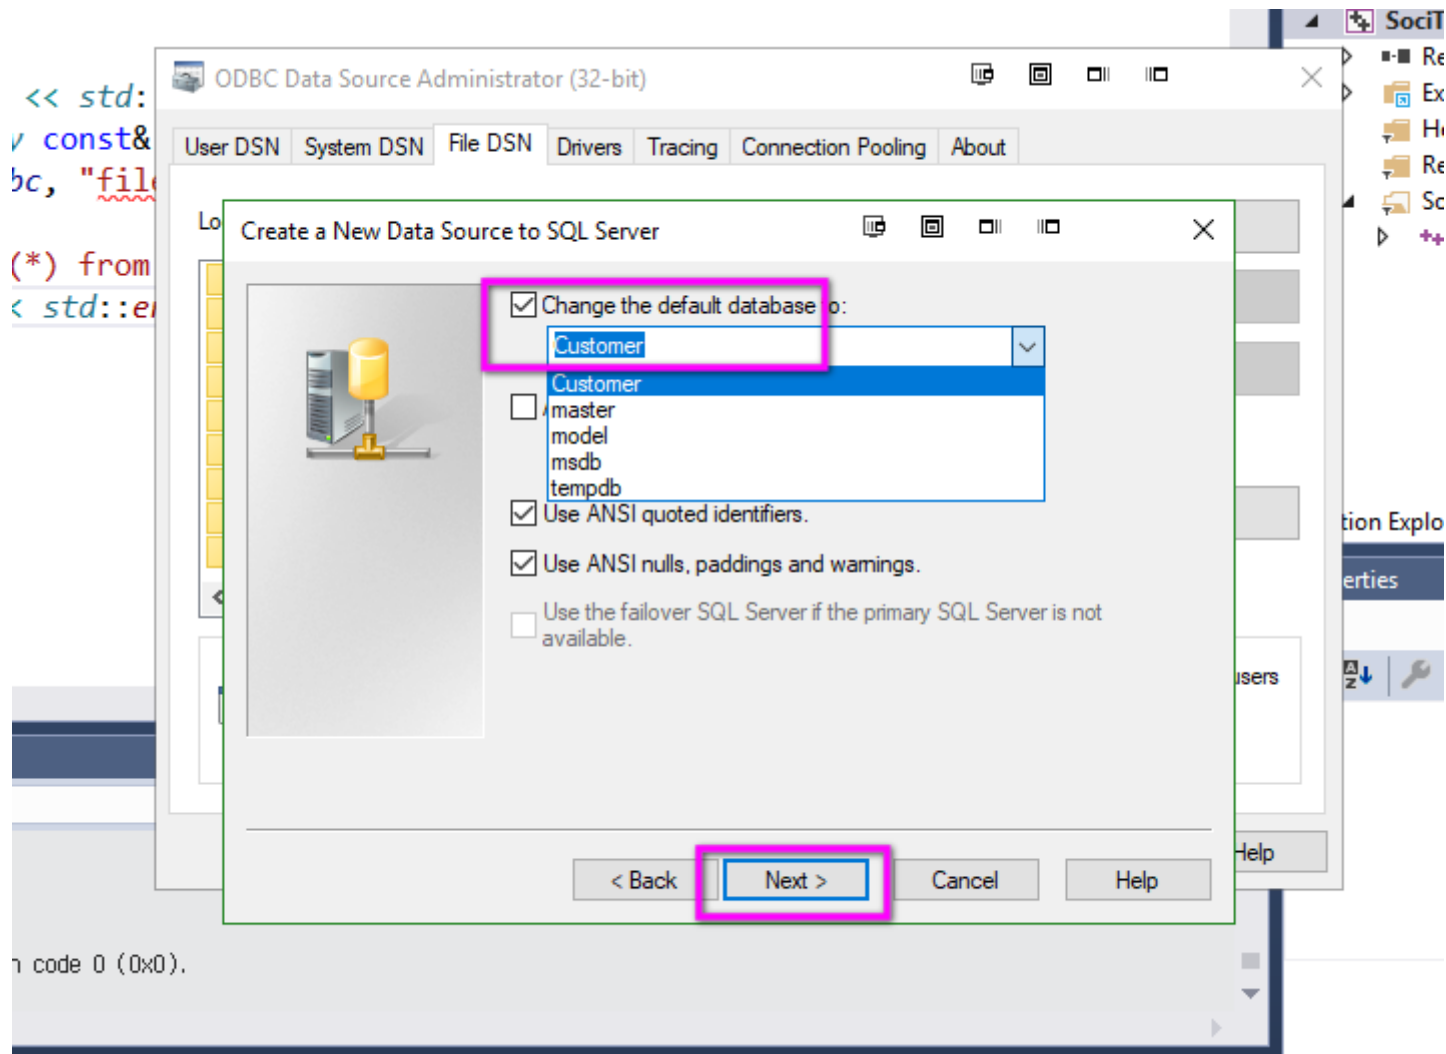 SociT
ODBC Data Source Administrator (32-bit)
<< std:
const&
"file
(*) from
std::e
User DSN System DSN File DSN Drivers Tracing Connection Pooling About
Lo
Create a New Data Source to SQL Server
Change the default database to:
Customer
Customer
master
model
msdb
tempdb
Use ANSI quoted identifiers.
Use ANSI nulls, paddings and warnings.
Use the failover SQL Server if the primary SQL Server is not
available.
< Back Next > Cancel Help
Help
users
Re
Ex
He
Re
So
tion Explo
erties
n code 0 (0x0).